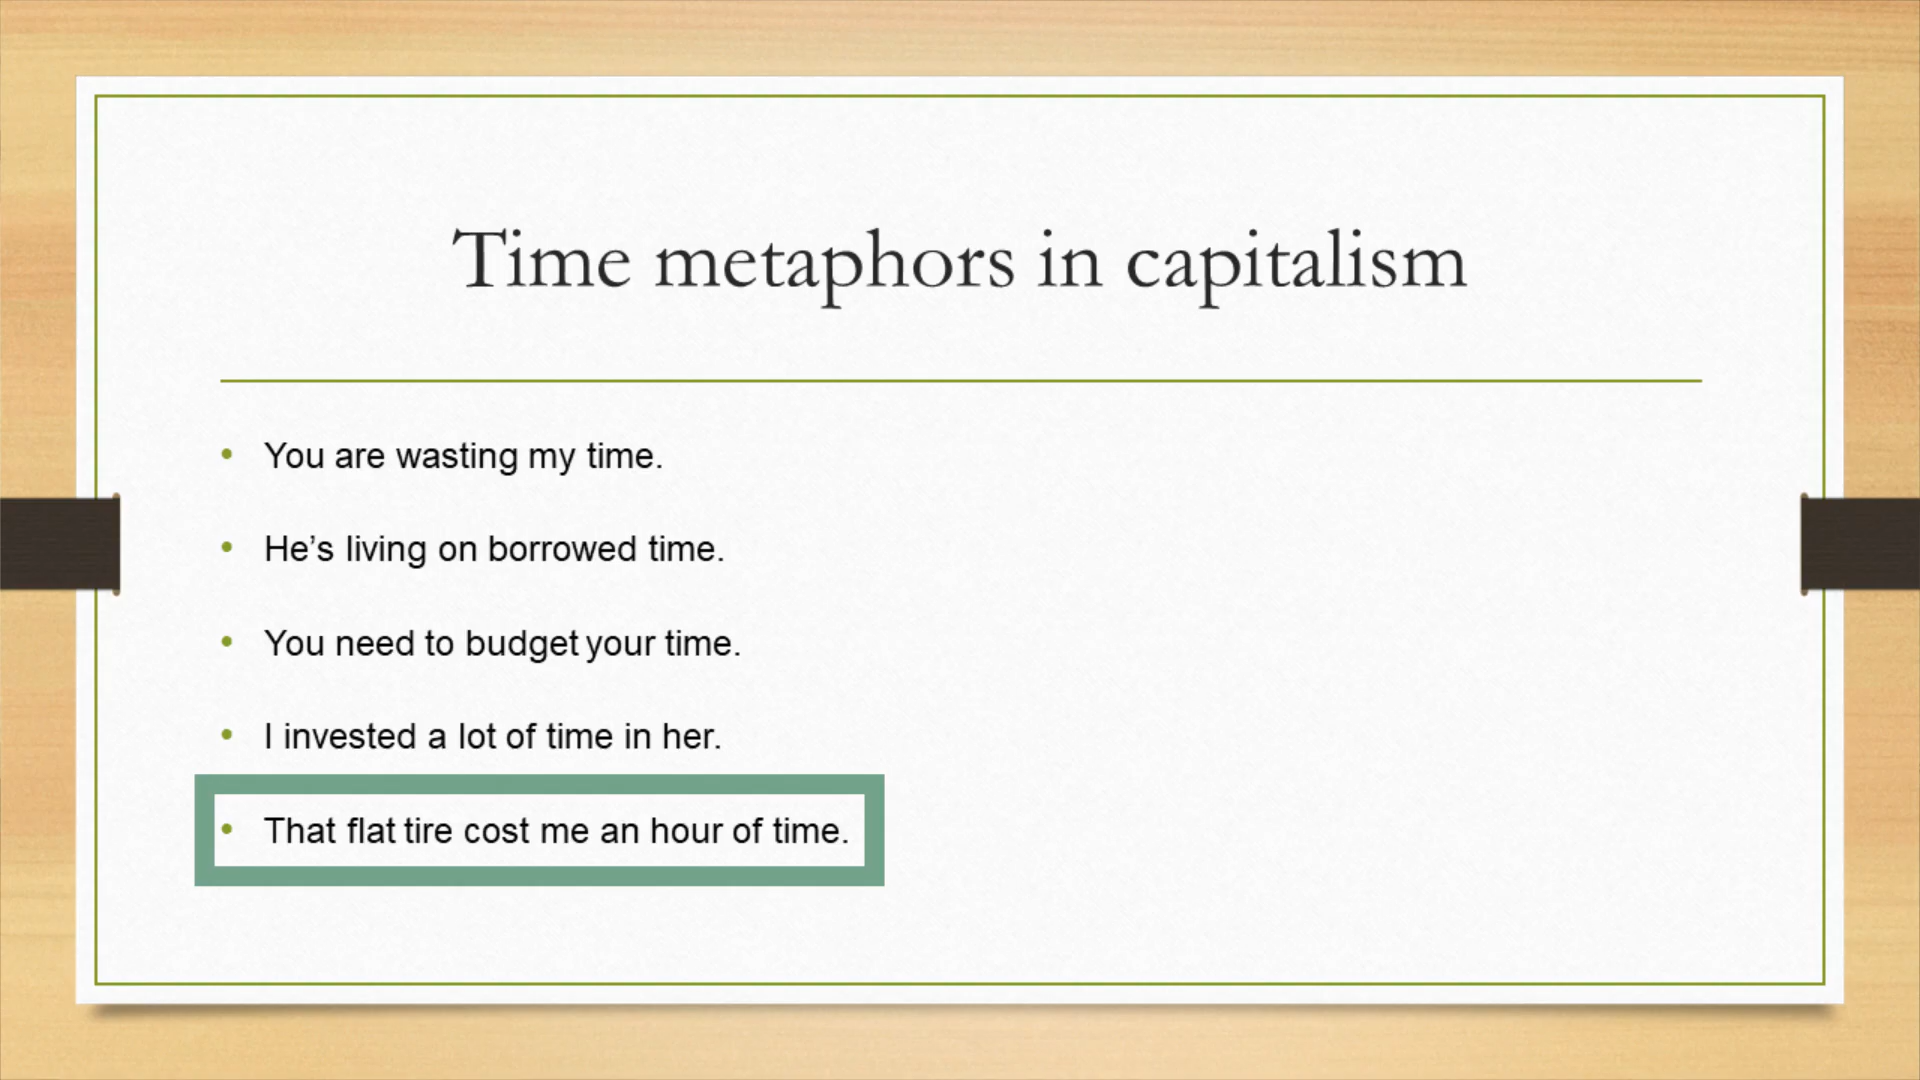 Time metaphors in capitalism
• You are wasting my time.
• He’s living on borrowed time.
• You need to budget your time.
• I invested a lot of time in her.
• That flat tire cost me an hour of time.